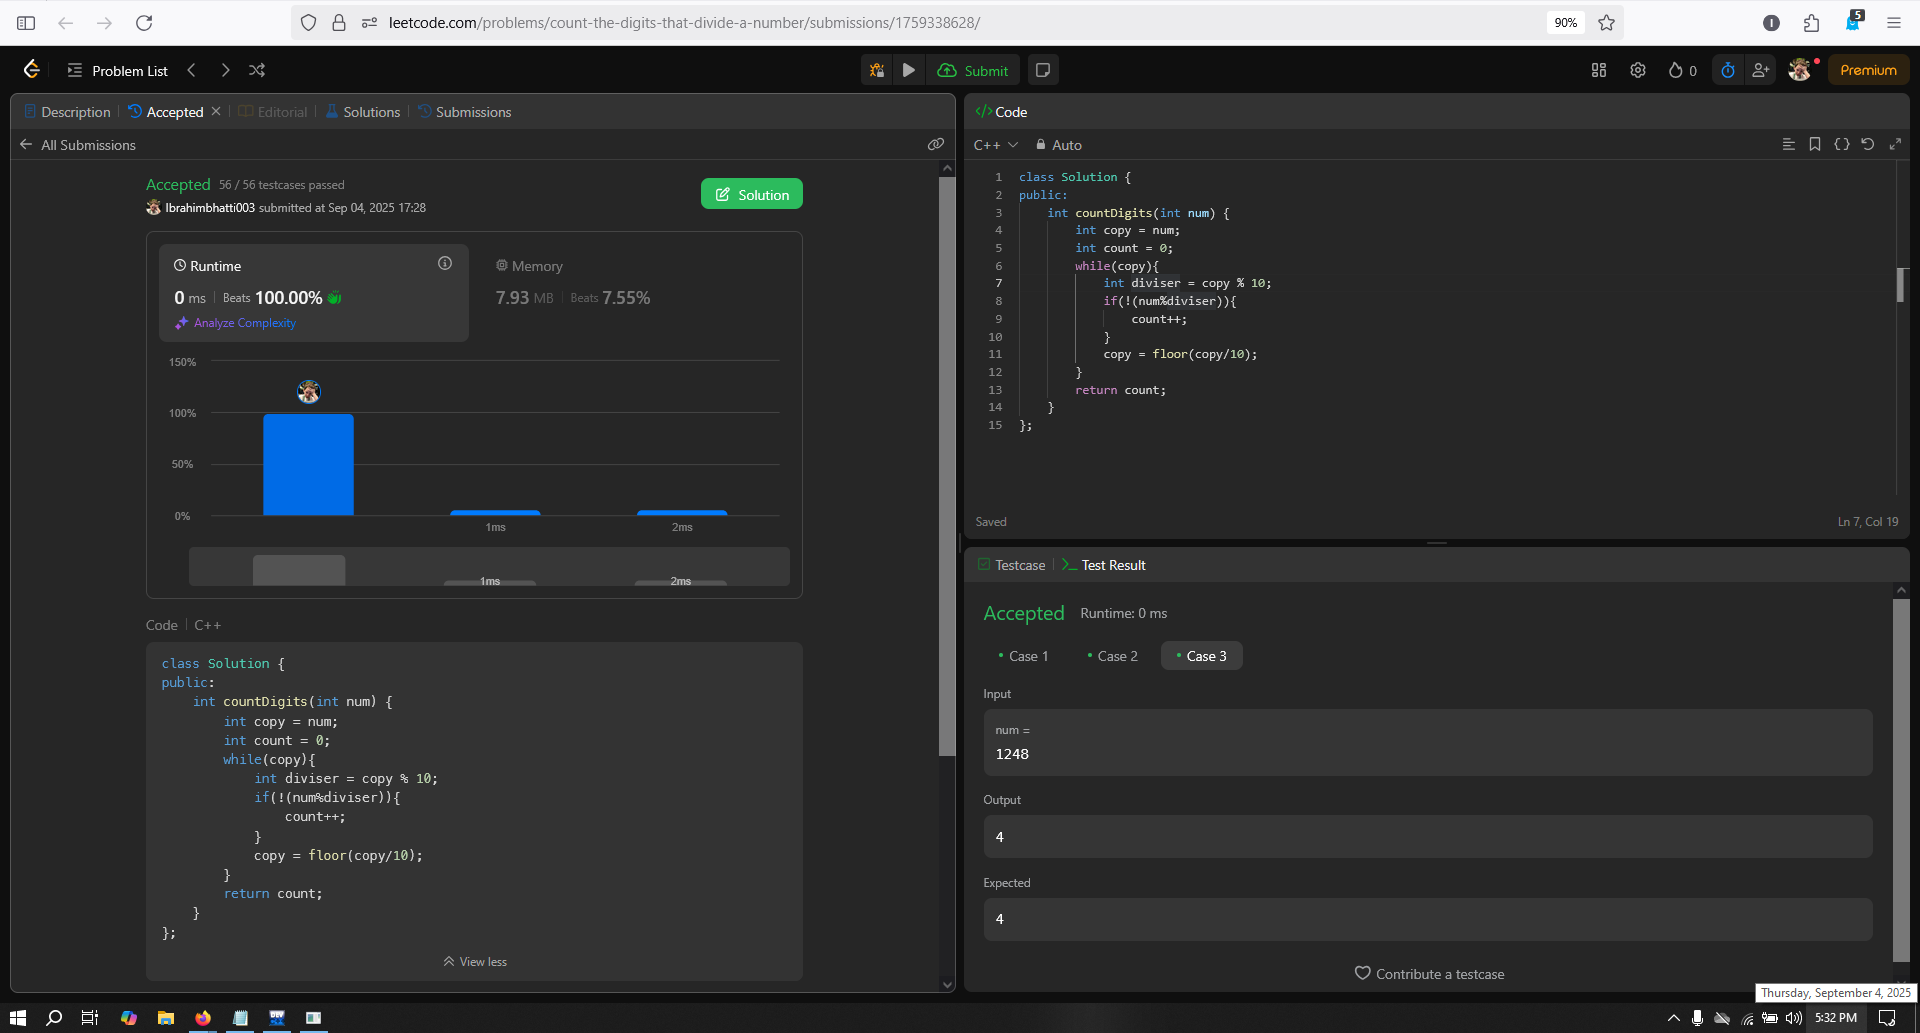 leetcode.com/problems/count-the-digits-that-divide-a-number/submissions/1759338628/
90%
I
5
Problem List
Submit
0
Premium
Description
Accepted
Editorial
Solutions
Submissions
All Submissions
Accepted 56 / 56 testcases passed
Ibrahimbhatti003 submitted at Sep 04, 2025 17:28
Solution
Runtime
0 ms Beats 100.00%
Analyze Complexity
Memory
7.93 MB Beats 7.55%
150%
100%
50%
0%
1ms
2ms
1ms
2ms
Code C++
class Solution {
public:
    int countDigits(int num) {
        int copy = num;
        int count = 0;
        while(copy){
            int diviser = copy % 10;
            if(!(num%diviser)){
                count++;
            }
            copy = floor(copy/10);
        }
        return count;
    }
};
View less
</> Code
C++
Auto
1 class Solution {
2 public:
3     int countDigits(int num) {
4         int copy = num;
5         int count = 0;
6         while(copy){
7             int diviser = copy % 10;
8             if(!(num%diviser)){
9                 count++;
10             }
11             copy = floor(copy/10);
12         }
13         return count;
14     }
15 };
Saved
Ln 7, Col 19
Testcase
Test Result
Accepted Runtime: 0 ms
Case 1
Case 2
Case 3
Input
num =
1248
Output
4
Expected
4
Contribute a testcase
Thursday, September 4, 2025
DEV
5:32 PM